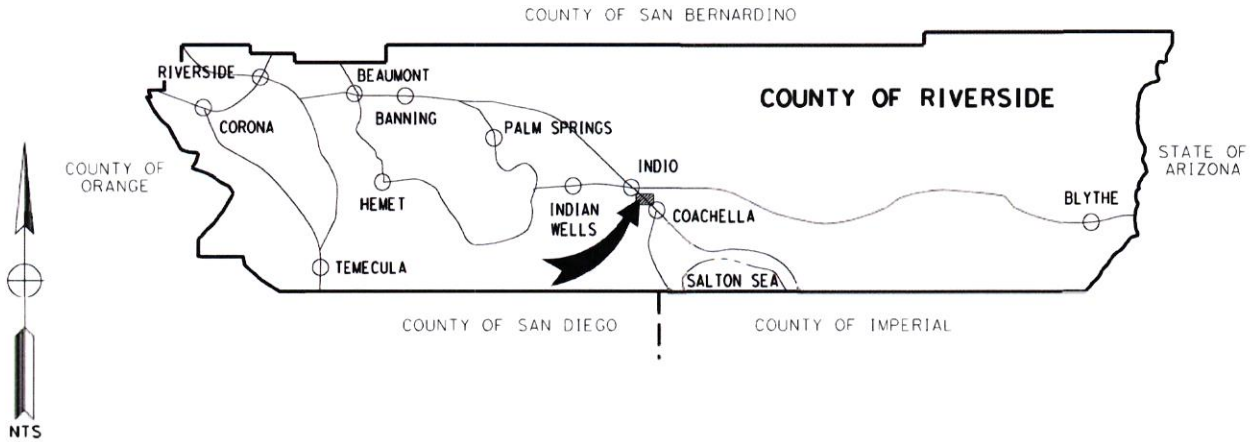 COUNTY OF SAN BERNARDINO
RIVERSIDE
BEAUMONT
COUNTY OF RIVERSIDE
CORONA
BANNING
PALM SPRINGS
COUNTY OF
ORANGE
STATE OF
ARIZONA
INDIO
HEMET
INDIAN
WELLS
COACHELLA
BLYTHE
TEMECULA
SALTON SEA
COUNTY OF SAN DIEGO
COUNTY OF IMPERIAL
NTS